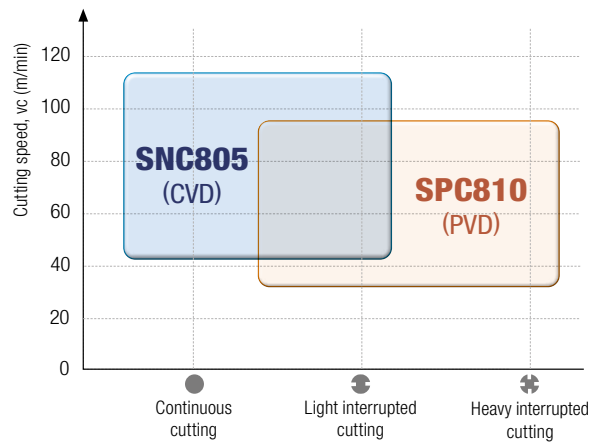 Cutting speed, vc (m/min)
120
100
80
60
40
20
0
SNC805
(CVD)
SPC810
(PVD)
Continuous
cutting
Light interrupted
cutting
Heavy interrupted
cutting